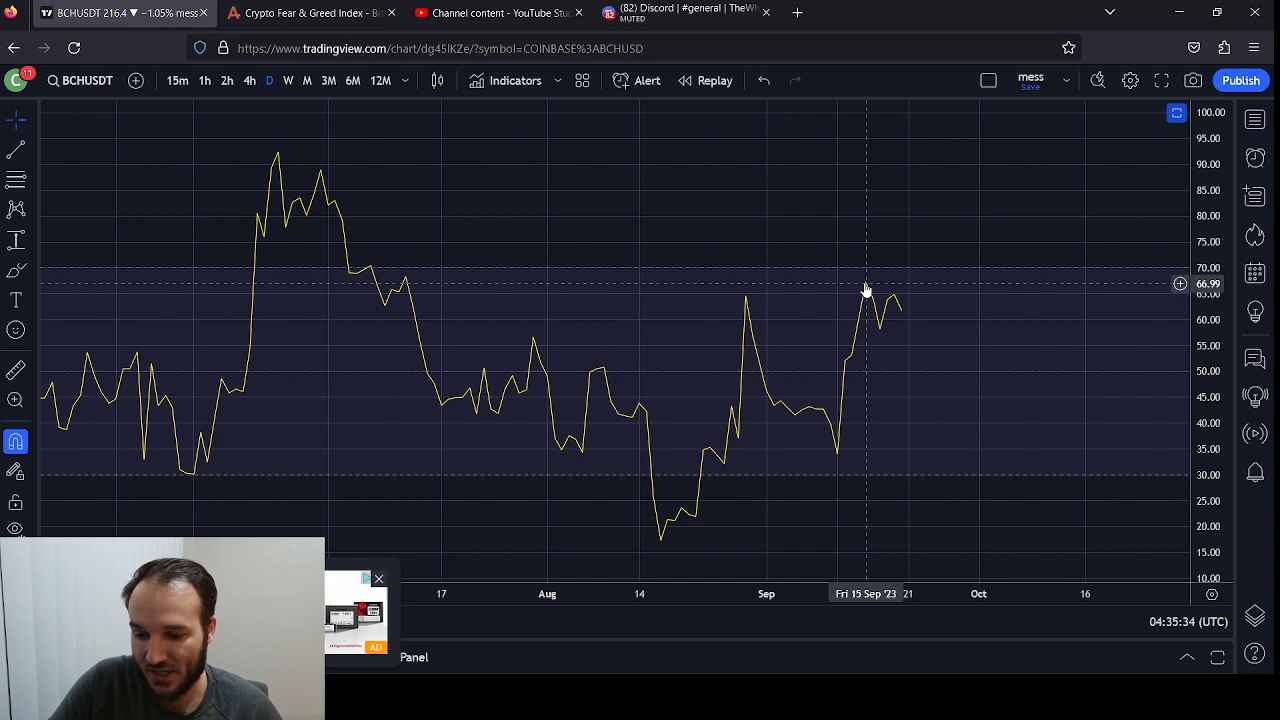 BCHUSDT 216.4 ▼ −1.05% mess
Crypto Fear & Greed Index - Bit
Channel content - YouTube Stu
(82) Discord | #general | TheWh
MUTED
82
https://www.tradingview.com/chart/dg45lKZe/?symbol=COINBASE%3ABCHUSD
C
11
BCHUSDT
15m 1h 2h 4h D W M 3M 6M 12M
Indicators
Alert
Replay
mess
Save
Publish
100.00
95.00
90.00
85.00
80.00
75.00
70.00
66.99
65.00
60.00
55.00
50.00
45.00
40.00
35.00
30.00
25.00
20.00
15.00
10.00
17 Aug 14 Sep Fri 15 Sep '23 21 Oct 16
04:35:34 (UTC)
AD
Panel